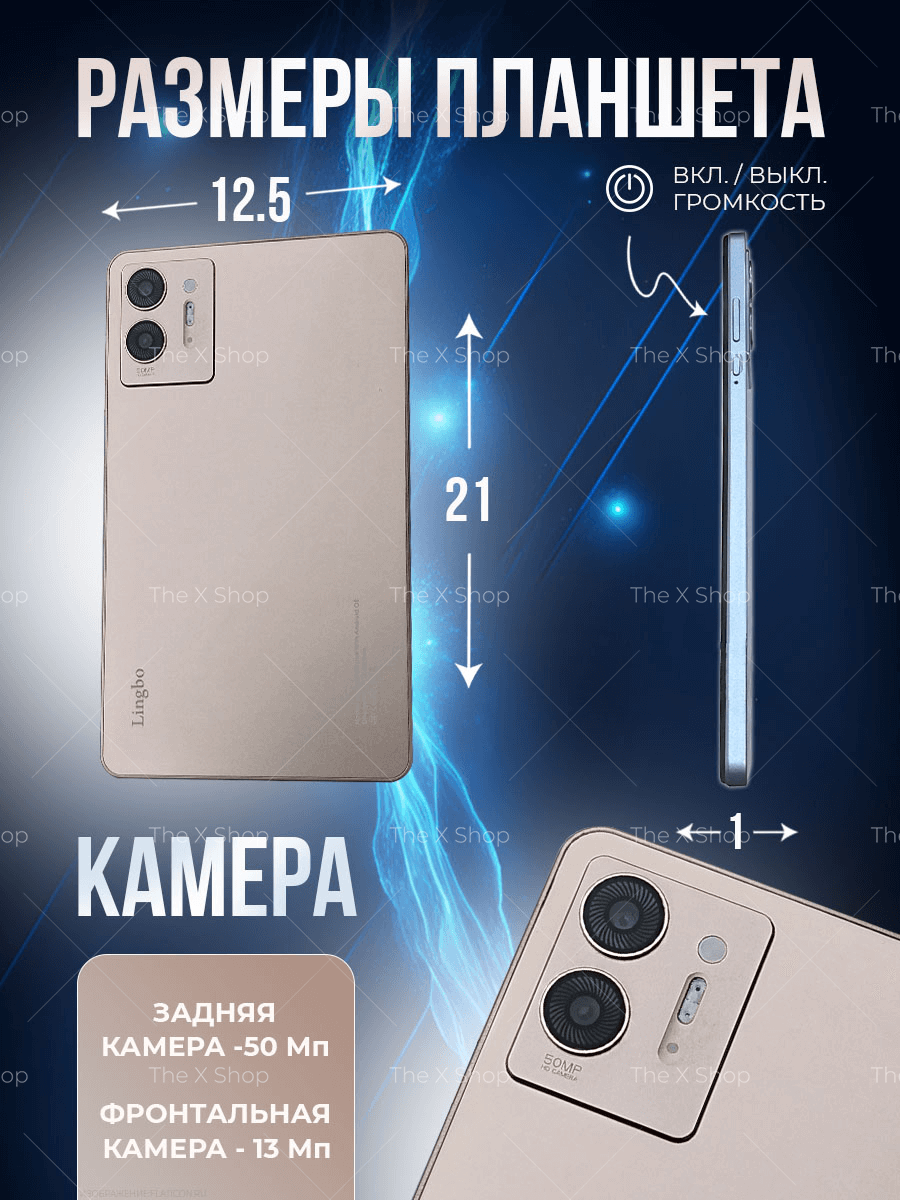 РАЗМЕРЫ ПЛАНШЕТА
12.5
ВКЛ. / ВЫКЛ.
ГРОМКОСТЬ
50MP
21
Lingbo
1
КАМЕРА
ЗАДНЯЯ
КАМЕРА -50 Мп
ФРОНТАЛЬНАЯ
КАМЕРА - 13 Мп
50MP
HD CAMERA
The X Shop